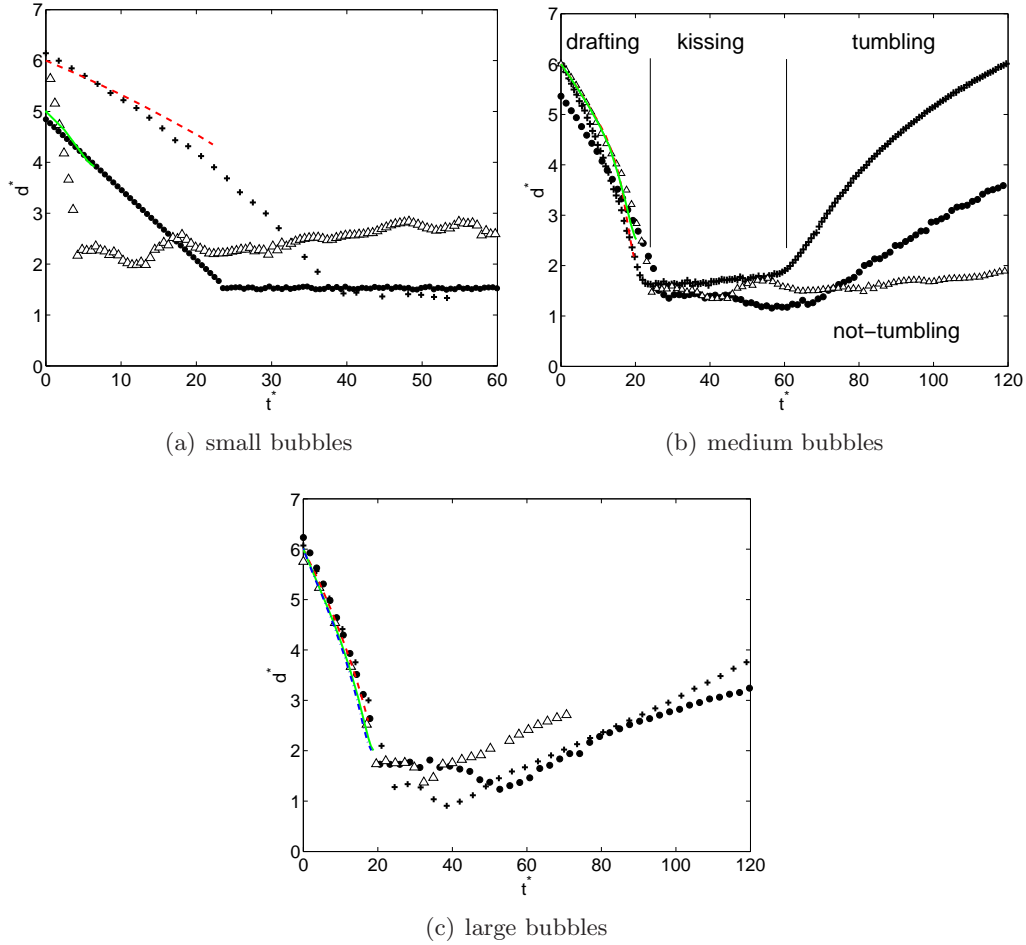 7
6
5
4
3
2
1
0
d*
0 10 20 30 40 50 60
t*
(a) small bubbles
7
6
5
4
3
2
1
0
d*
drafting kissing tumbling
not-tumbling
0 20 40 60 80 100 120
t*
(b) medium bubbles
7
6
5
4
3
2
1
0
d*
0 20 40 60 80 100 120
t*
(c) large bubbles